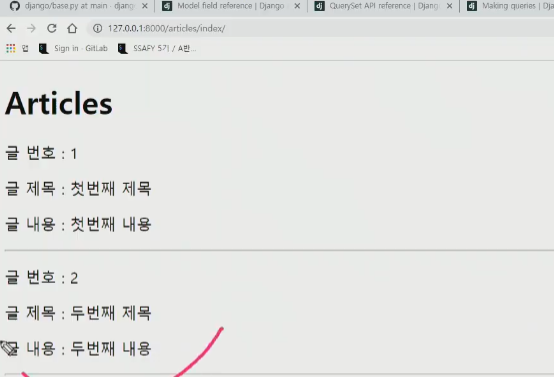 django/base.py at main · djang
Model field reference | Django
QuerySet API reference | Django
Making queries | Dja
127.0.0.1:8000/articles/index/
앱
Sign in · GitLab
SSAFY 5기 / A반...
Articles
글 번호 : 1
글 제목 : 첫번째 제목
글 내용 : 첫번째 내용
글 번호 : 2
글 제목 : 두번째 제목
글 내용 : 두번째 내용